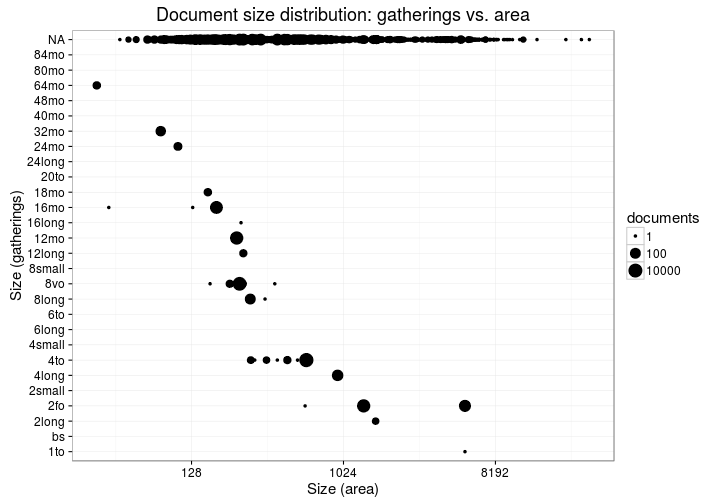 Document size distribution: gatherings vs. area
NA
84mo
80mo
64mo
48mo
40mo
32mo
24mo
24long
20to
18mo
16mo
16long
12mo
12long
8small
8vo
8long
6to
6long
4small
4to
4long
2small
2fo
2long
bs
1to
Size (gatherings)
128
1024
8192
Size (area)
documents
1
100
10000